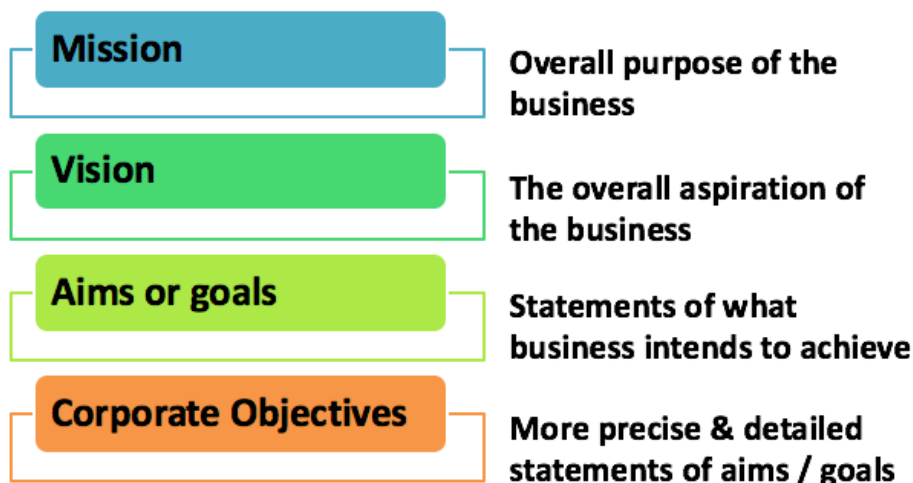 Mission
Overall purpose of the
business
Vision
The overall aspiration of
the business
Aims or goals
Statements of what
business intends to achieve
Corporate Objectives
More precise & detailed
statements of aims / goals